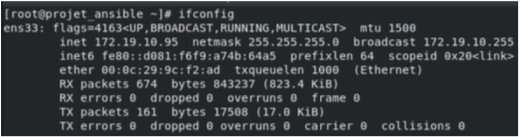 [root@projet_ansible ~]# ifconfig
ens33: flags=4163<UP,BROADCAST,RUNNING,MULTICAST>  mtu 1500
        inet 172.19.10.95  netmask 255.255.255.0  broadcast 172.19.10.255
        inet6 fe80::d081:f6f9:a74b:64a5  prefixlen 64  scopeid 0x20<link>
        ether 00:0c:29:9c:f2:ad  txqueuelen 1000  (Ethernet)
        RX packets 674  bytes 843237 (823.4 KiB)
        RX errors 0  dropped 0  overruns 0  frame 0
        TX packets 161  bytes 17508 (17.0 KiB)
        TX errors 0  dropped 0 overruns 0  carrier 0  collisions 0